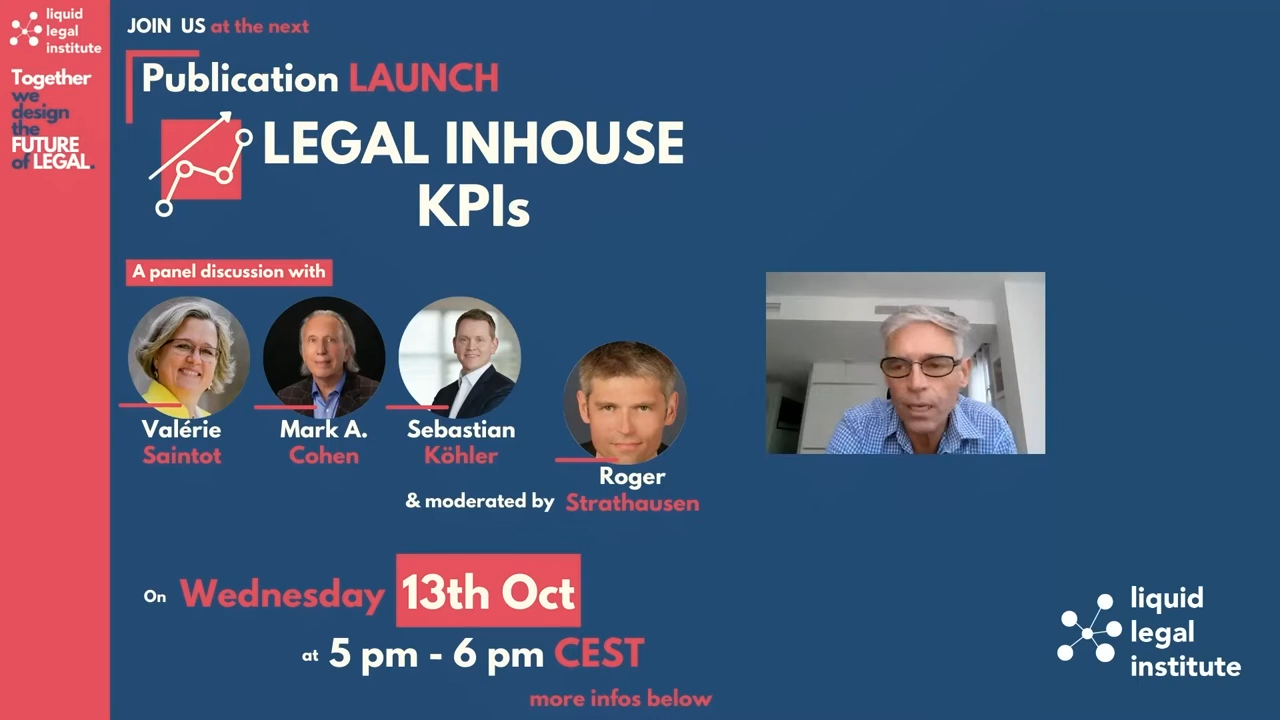 liquid
legal
institute
Together
we
design
the
FUTURE
of LEGAL.
JOIN US at the next
Publication LAUNCH
LEGAL INHOUSE
KPIs
A panel discussion with
Valérie
Saintot
Mark A.
Cohen
Sebastian
Köhler
Roger
Strathausen
& moderated by
On Wednesday 13th Oct
at 5 pm - 6 pm CEST
more infos below
liquid
legal
institute